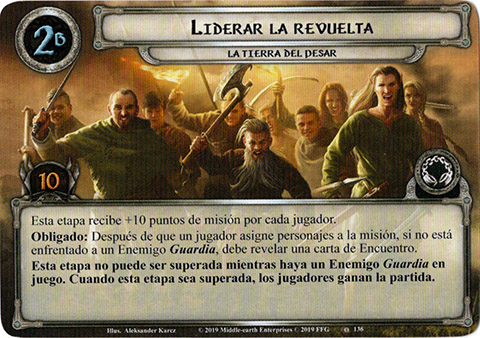 2B
LIDERAR LA REVUELTA
LA TIERRA DEL PESAR
10
Esta etapa recibe +10 puntos de misión por cada jugador.
Obligado: Después de que un jugador asigne personajes a la misión, si no está
enfrentado a un Enemigo Guardia, debe revelar una carta de Encuentro.
Esta etapa no puede ser superada mientras haya un Enemigo Guardia en
juego. Cuando esta etapa sea superada, los jugadores ganan la partida.
Illus. Aleksander Karcz © 2019 Middle-earth Enterprises © 2019 FFG 136